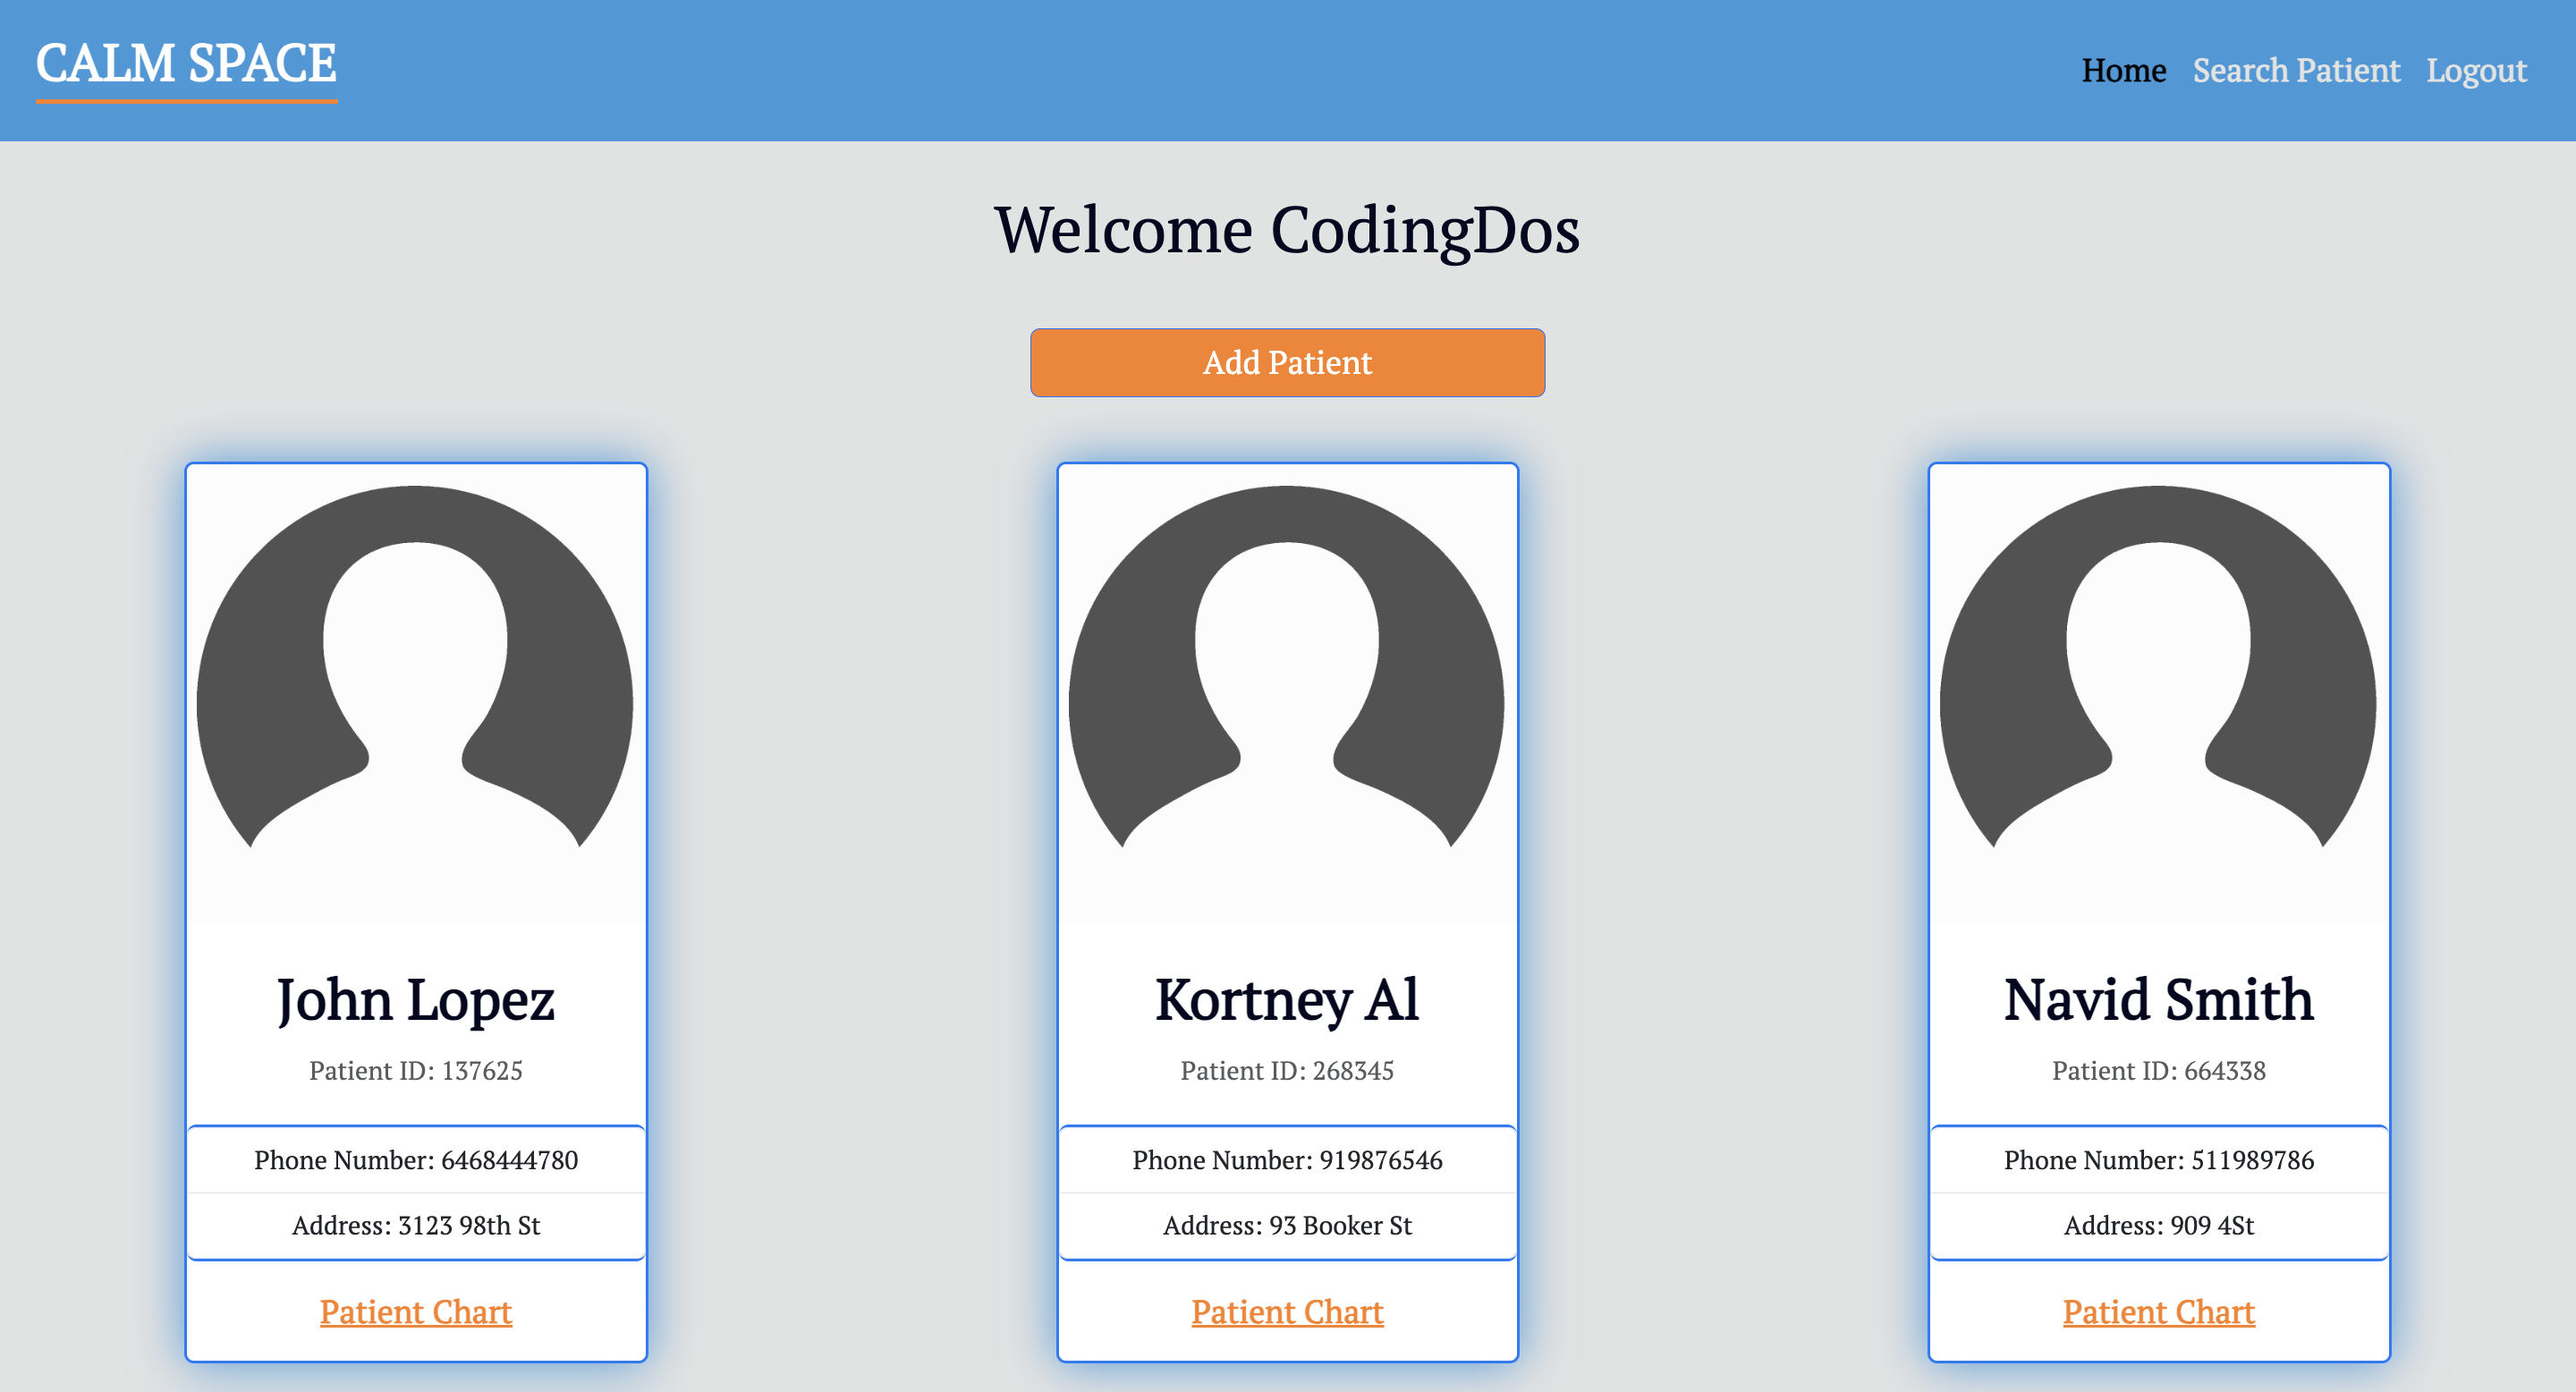 CALM SPACE
Home Search Patient Logout
Welcome CodingDos
Add Patient
John Lopez
Patient ID: 137625
Phone Number: 6468444780
Address: 3123 98th St
Patient Chart
Kortney Al
Patient ID: 268345
Phone Number: 919876546
Address: 93 Booker St
Patient Chart
Navid Smith
Patient ID: 664338
Phone Number: 511989786
Address: 909 4St
Patient Chart